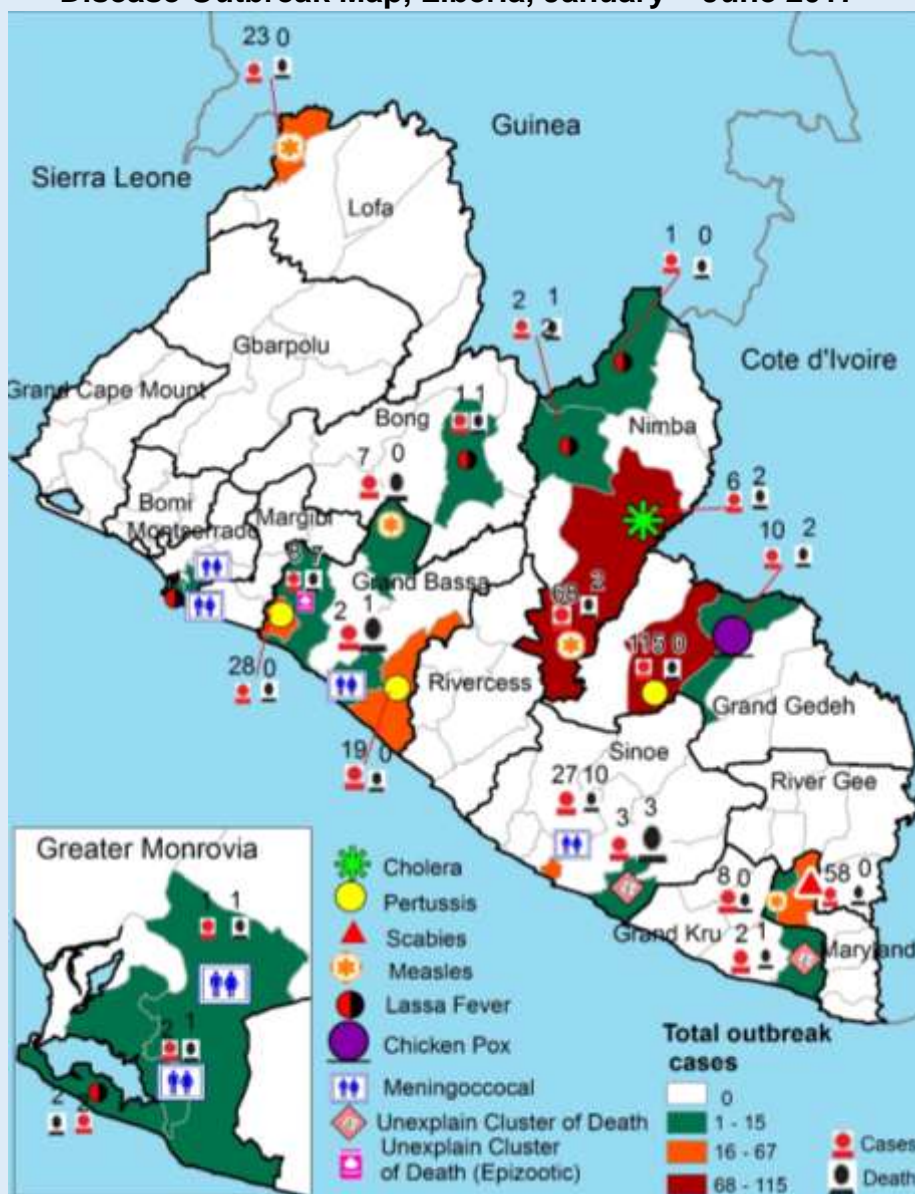 Disease Outbreak Map, Liberia, January – June 2017
23 0
Guinea
Sierra Leone
Lofa
1 0
2 1
Gbarpolu
Cote d'Ivoire
Grand Cape Mount
Bong
1 1
Nimba
7 0
6 2
Bomi
Montserrado
Margibi
10 2
7
Grand Bassa
2 1
2
115 0
28 0
Rivercess
Grand Gedeh
Sinoe
19 0
27 10
River Gee
3 3
8 0
58 0
Grand Kru
2 1
Maryland
Greater Monrovia
1 1
2 1
2 2
Cholera
Pertussis
Scabies
Measles
Lassa Fever
Chicken Pox
Meningoccocal
Unexplain Cluster of Death
Unexplain Cluster
of Death (Epizootic)
Total outbreak
cases
0
1 - 15
16 - 67
68 - 115
Cases
Death